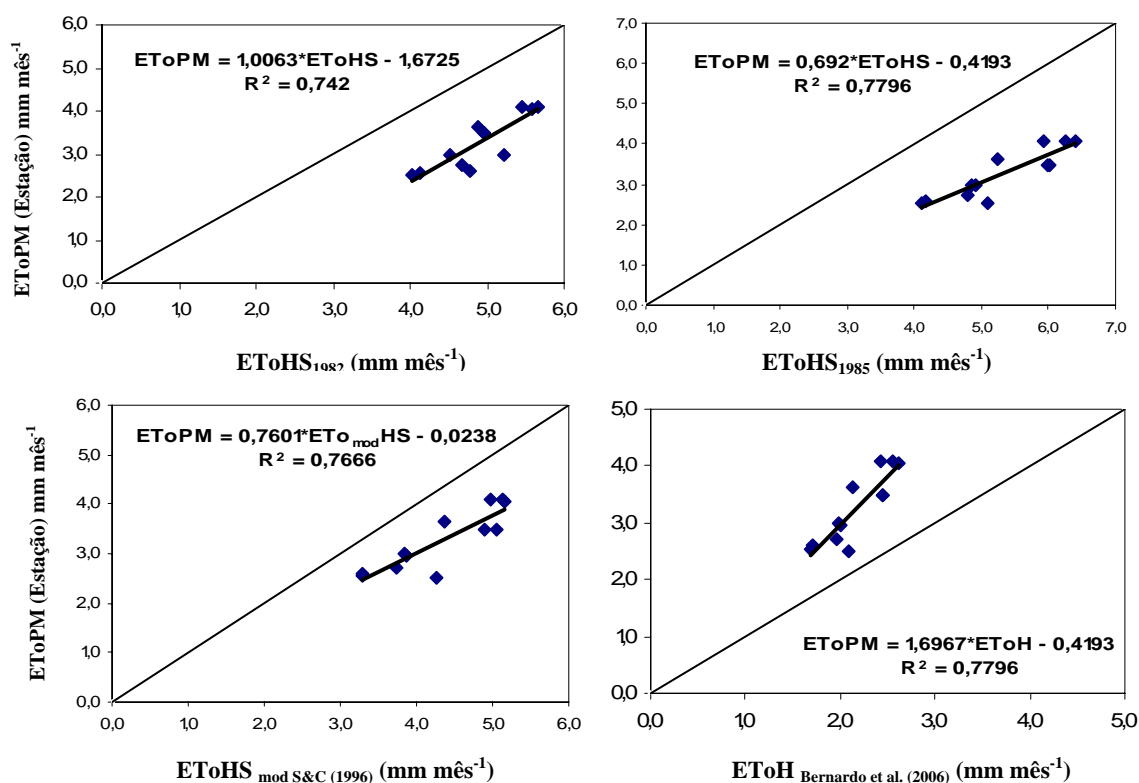 6,0
5,0
4,0
3,0
2,0
1,0
0,0
EToPM (Estação) mm mês-1
EToPM = 1,0063*EToHS - 1,6725
R² = 0,742
0,0 1,0 2,0 3,0 4,0 5,0 6,0
EToHS1982 (mm mês-1)
7,0
6,0
5,0
4,0
3,0
2,0
1,0
0,0
EToPM = 0,692*EToHS - 0,4193
R² = 0,7796
0,0 1,0 2,0 3,0 4,0 5,0 6,0 7,0
EToHS1985 (mm mês-1)
6,0
5,0
4,0
3,0
2,0
1,0
0,0
EToPM (Estação) mm mês-1
EToPM = 0,7601*ETo modHS - 0,0238
R² = 0,7666
0,0 1,0 2,0 3,0 4,0 5,0 6,0
EToHS mod S&C (1996) (mm mês-1)
5,0
4,0
3,0
2,0
1,0
0,0
EToPM = 1,6967*EToH - 0,4193
R² = 0,7796
0,0 1,0 2,0 3,0 4,0 5,0
EToH Bernardo et al. (2006) (mm mês-1)